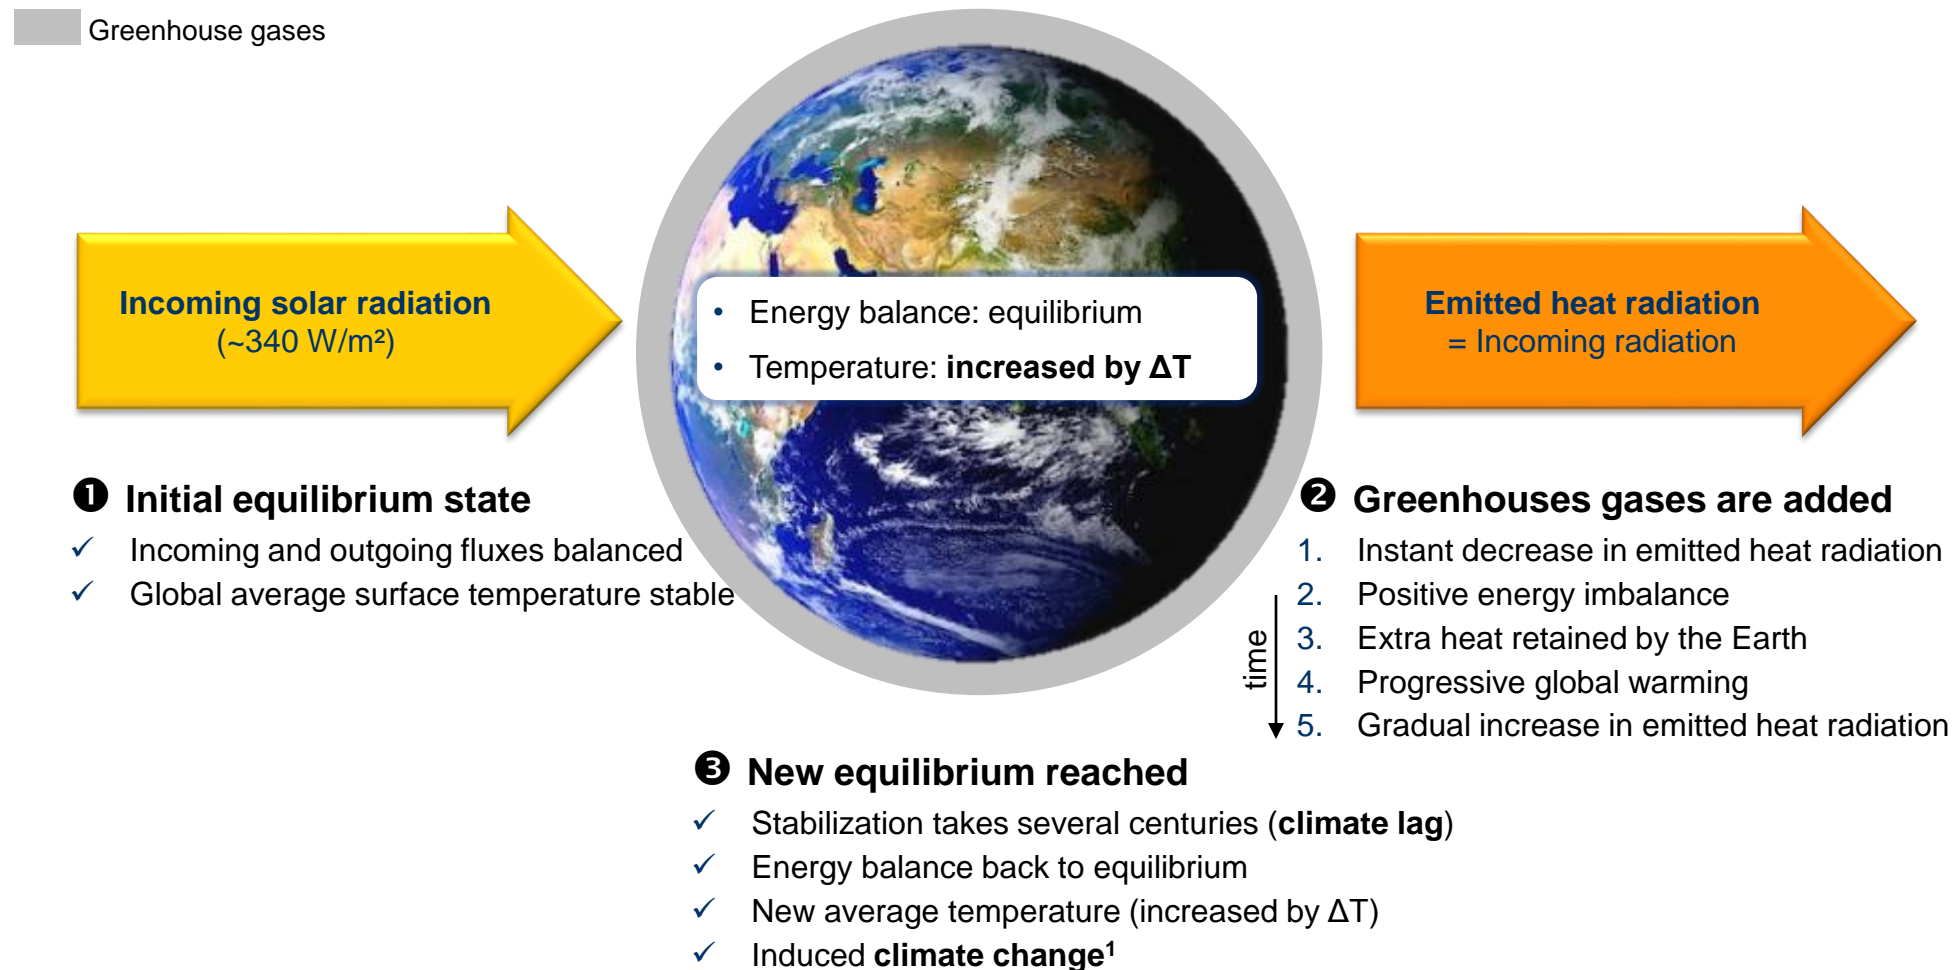 Greenhouse gases
Incoming solar radiation
(~340 W/m²)
• Energy balance: equilibrium
• Temperature: increased by ΔT
Emitted heat radiation
= Incoming radiation
❶ Initial equilibrium state
✓ Incoming and outgoing fluxes balanced
✓ Global average surface temperature stable
❷ Greenhouses gases are added
1. Instant decrease in emitted heat radiation
2. Positive energy imbalance
3. Extra heat retained by the Earth
4. Progressive global warming
5. Gradual increase in emitted heat radiation
time
❸ New equilibrium reached
✓ Stabilization takes several centuries (climate lag)
✓ Energy balance back to equilibrium
✓ New average temperature (increased by ΔT)
✓ Induced climate change¹